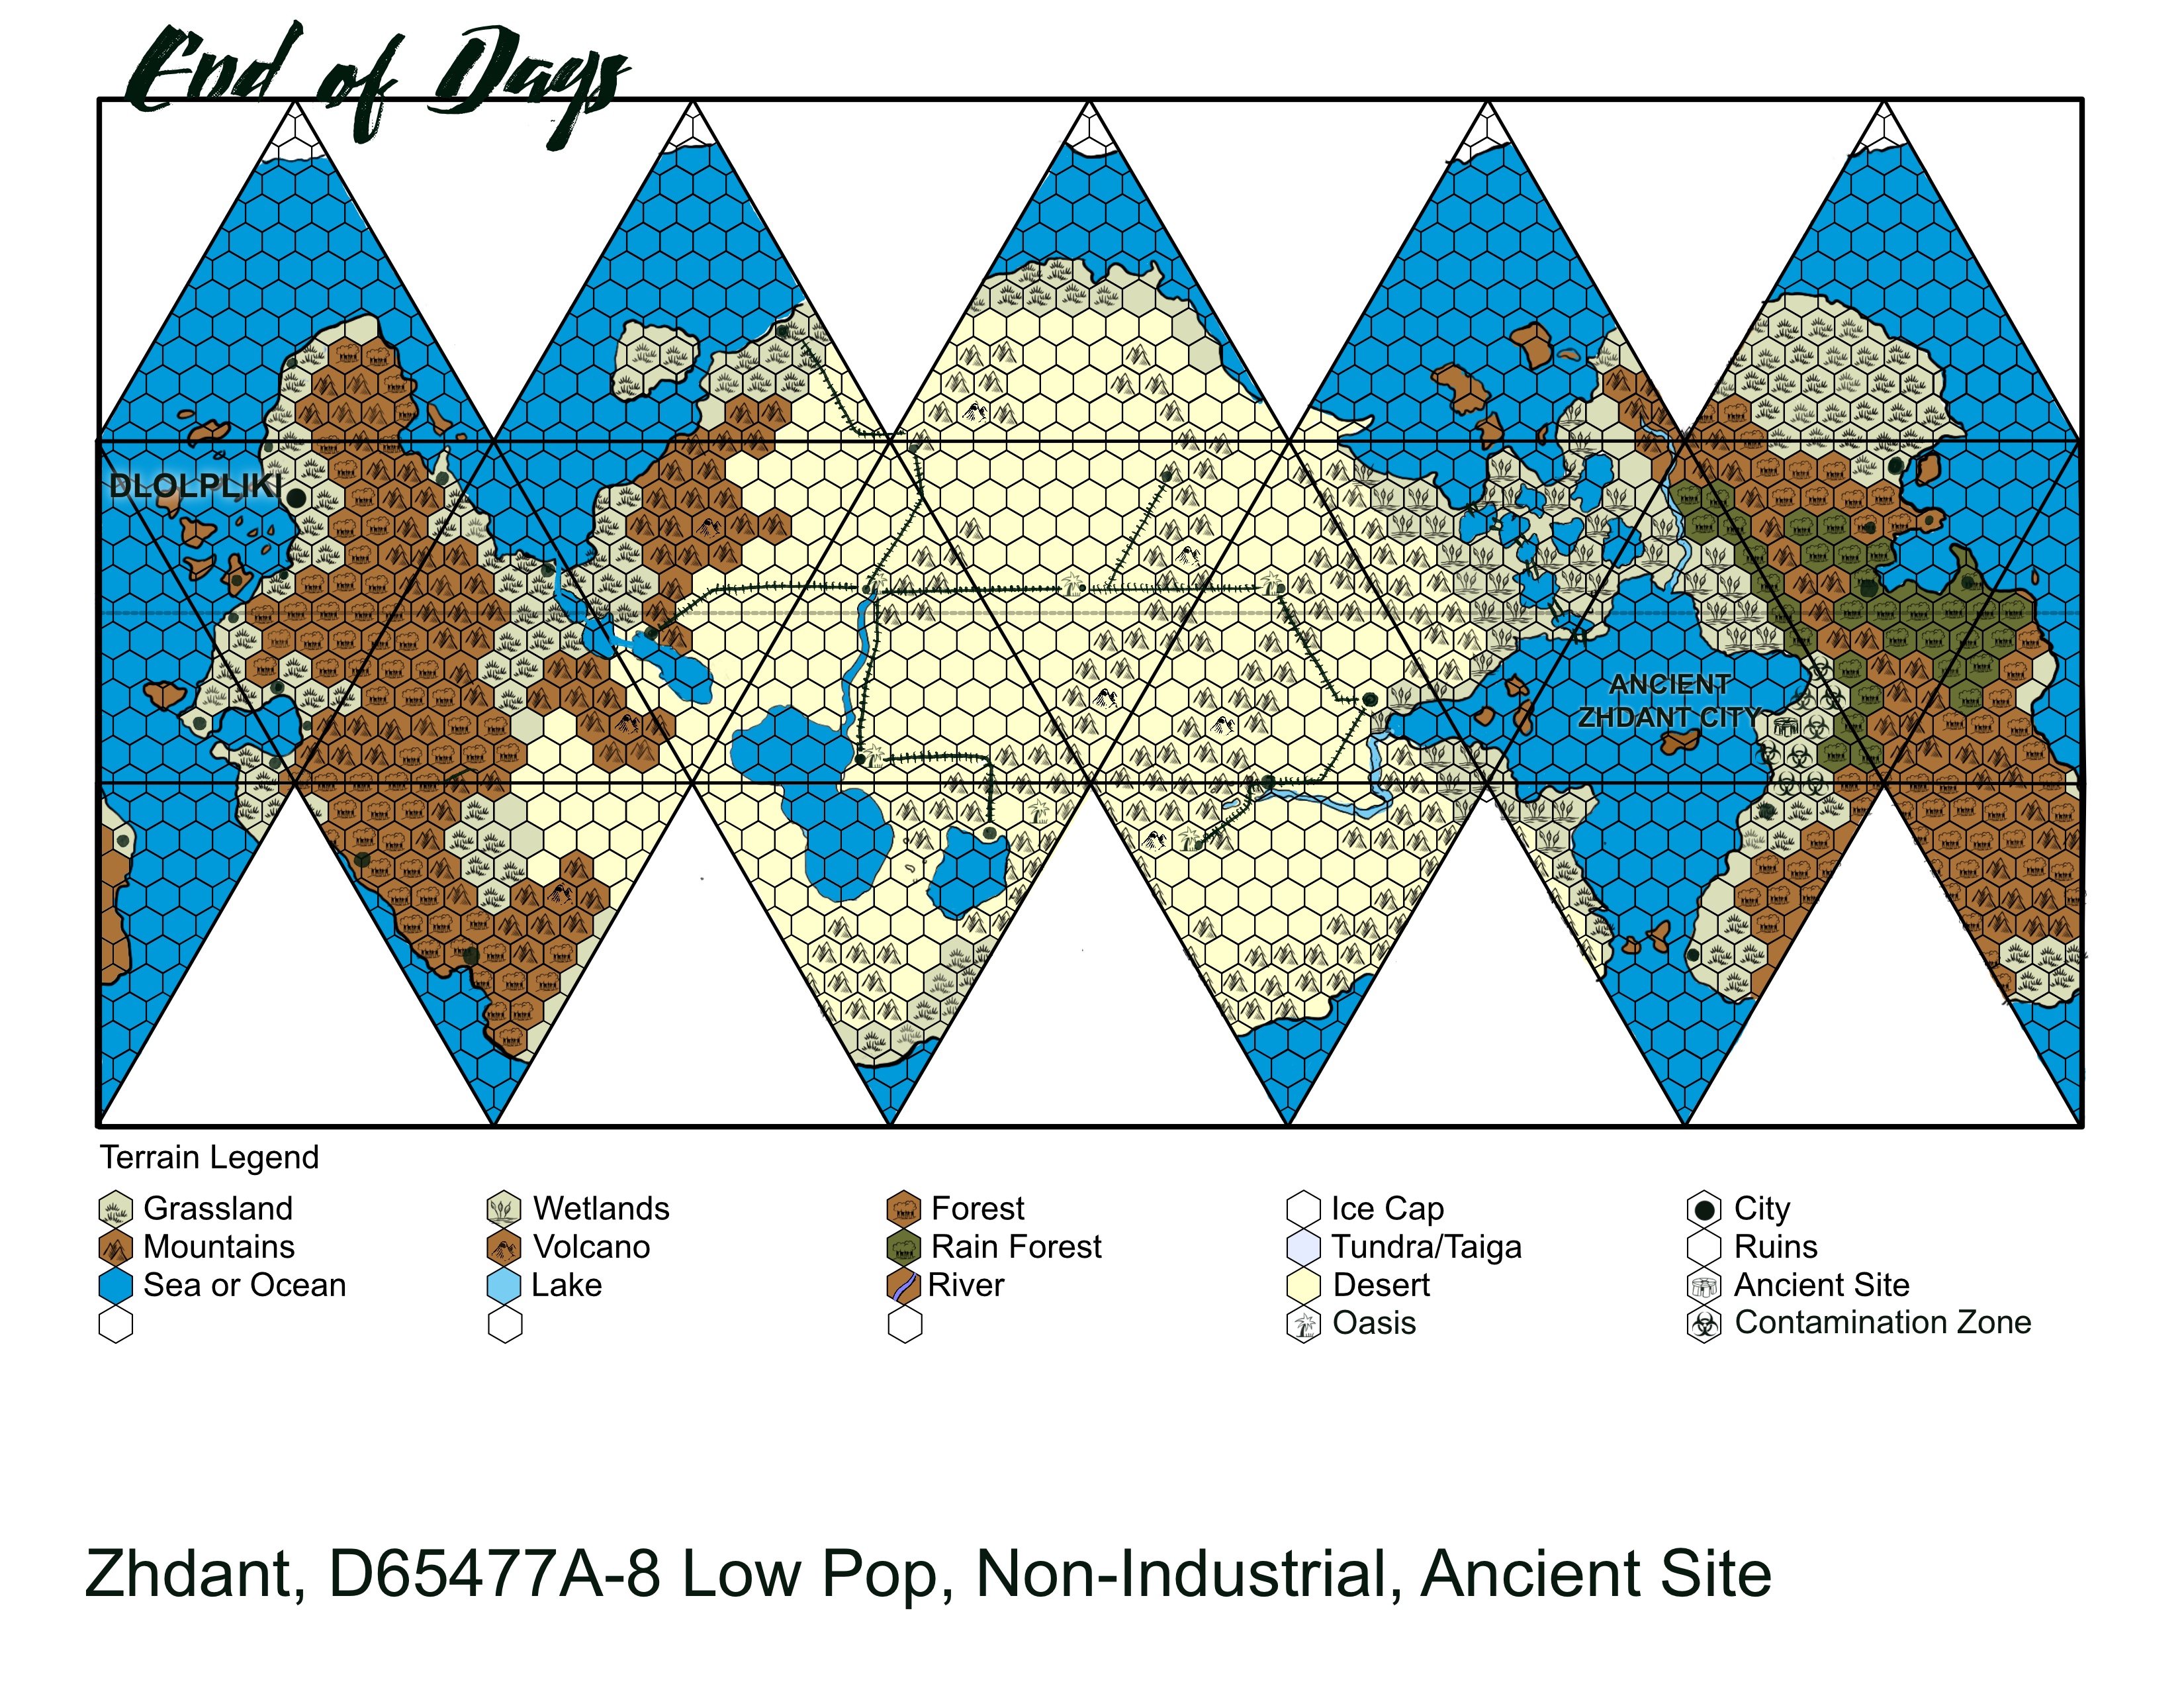 End of Days
DLOLPLIKI
ANCIENT
ZHDANT CITY
Terrain Legend
Grassland
Wetlands
Forest
Ice Cap
City
Mountains
Volcano
Rain Forest
Tundra/Taiga
Ruins
Sea or Ocean
Lake
River
Desert
Ancient Site
Oasis
Contamination Zone
Zhdant, D65477A-8 Low Pop, Non-Industrial, Ancient Site